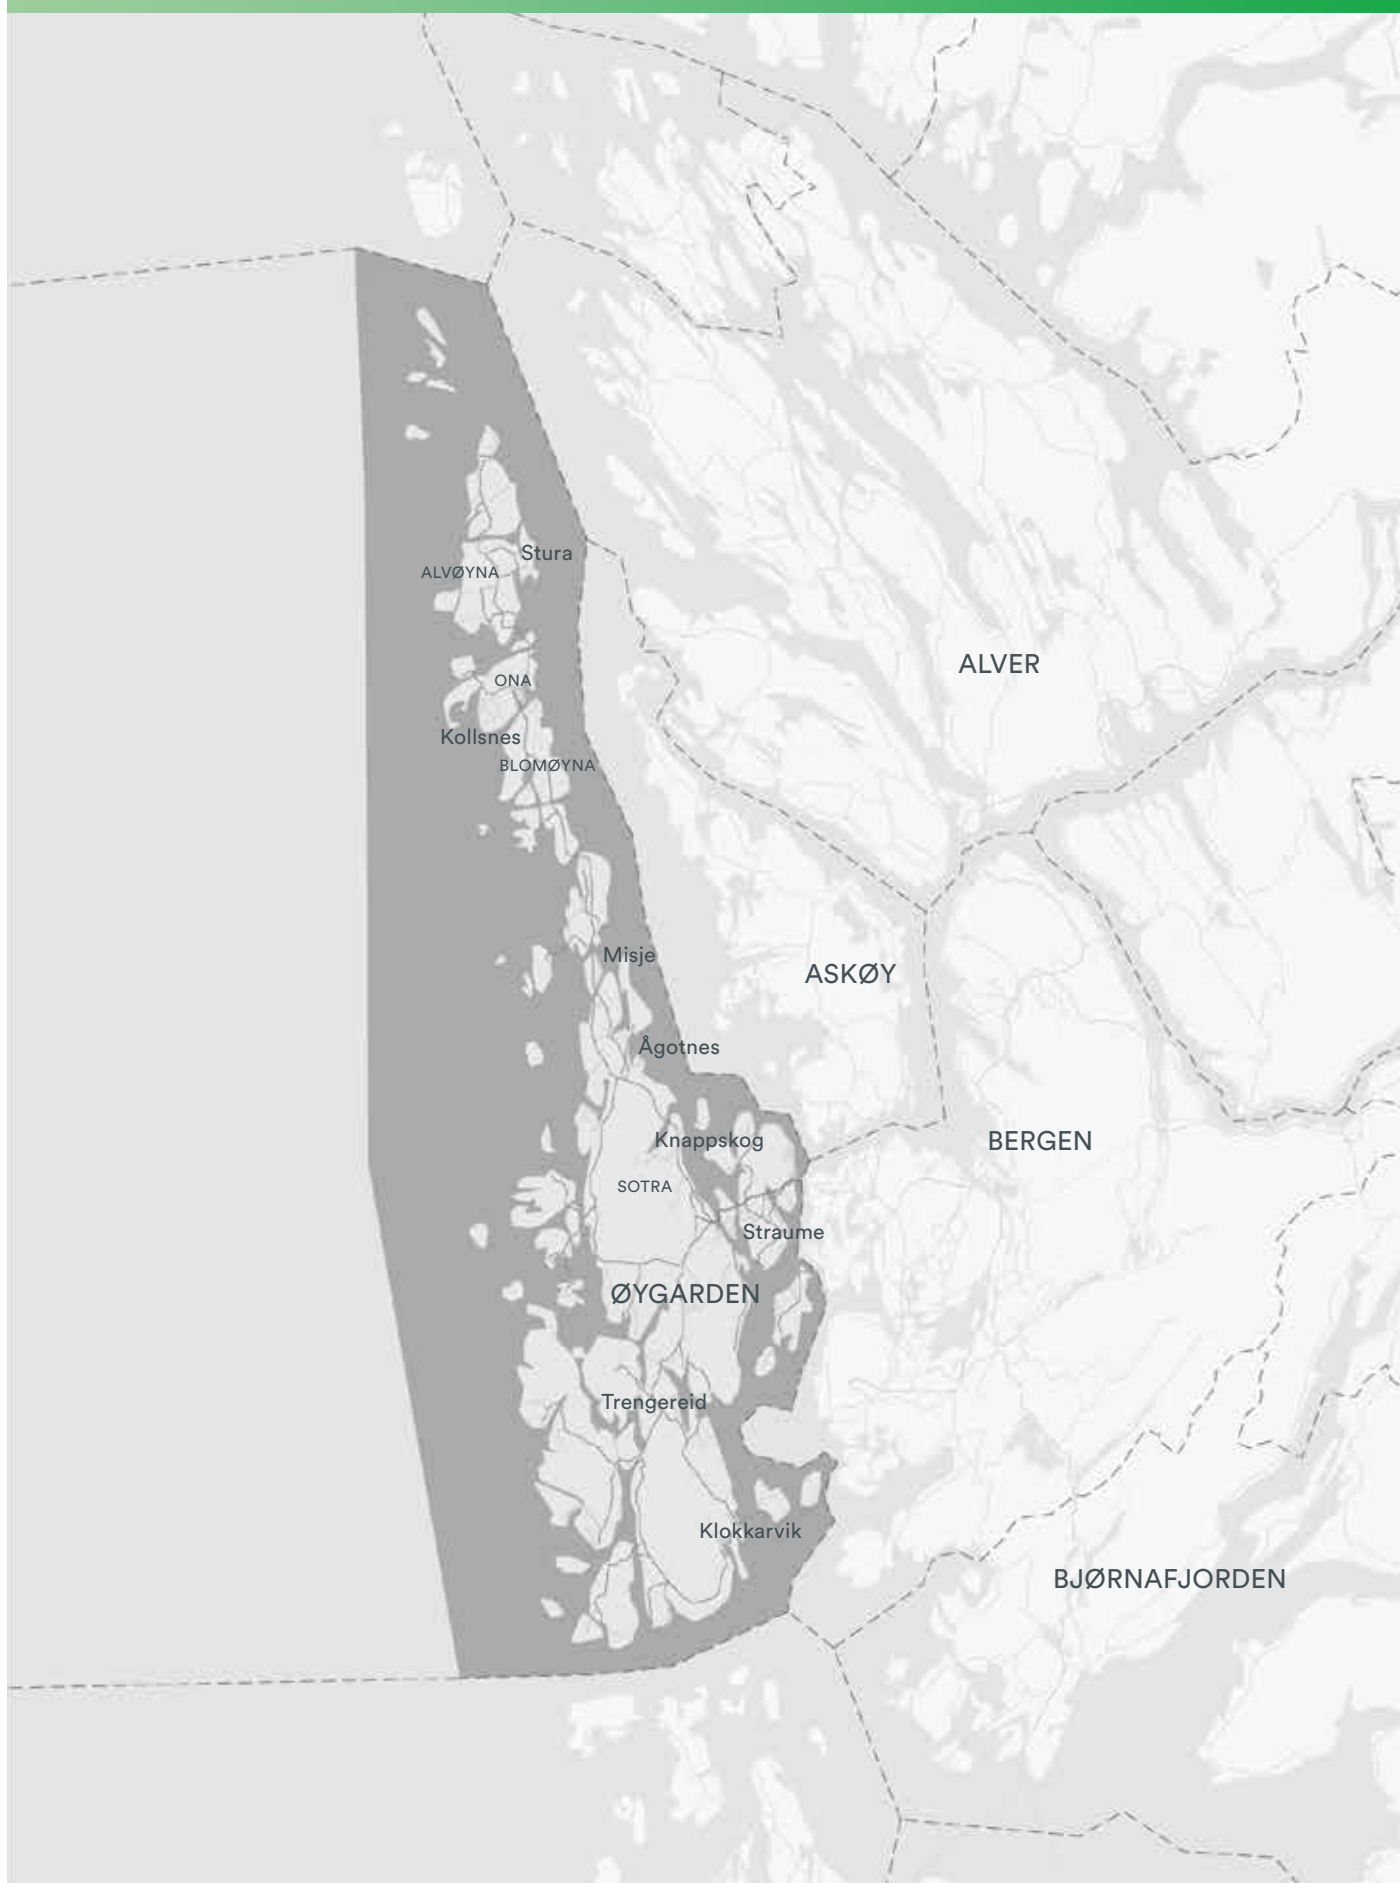 Stura
ALVØYNA
ALVER
ONA
Kollsnes
BLOMØYNA
Misje
ASKØY
Ågotnes
Knappskog
BERGEN
SOTRA
Straume
ØYGARDEN
Trengereid
Klokkarvik
BJØRNAFJORDEN